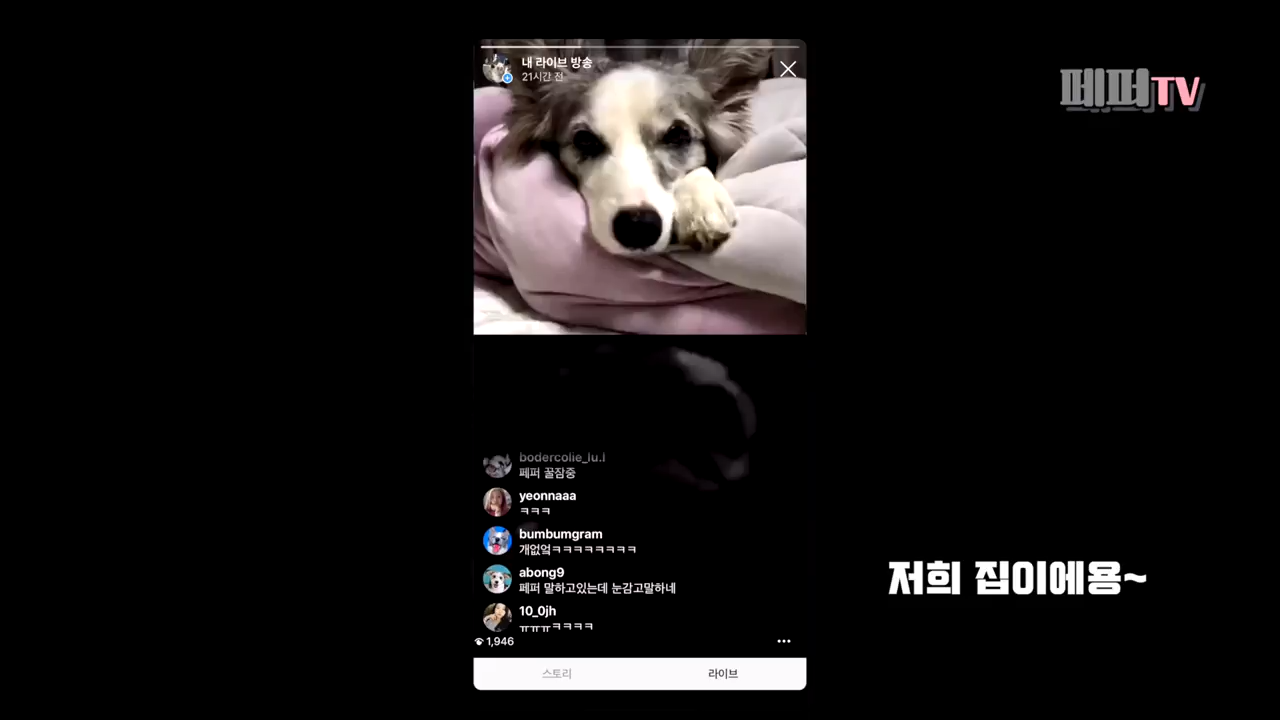 내 라이브 방송
21시간 전
페퍼TV
bodercolie_lu.l
페퍼 꿀잠중
yeonnaaa
ㅋㅋㅋ
bumbumgram
개없엌ㅋㅋㅋㅋㅋㅋㅋㅋ
abong9
페퍼 말하고있는데 눈감고말하네
10_0jh
ㅠㅠㅠㅋㅋㅋㅋ
1,946
저희 집이에용~
스토리
라이브